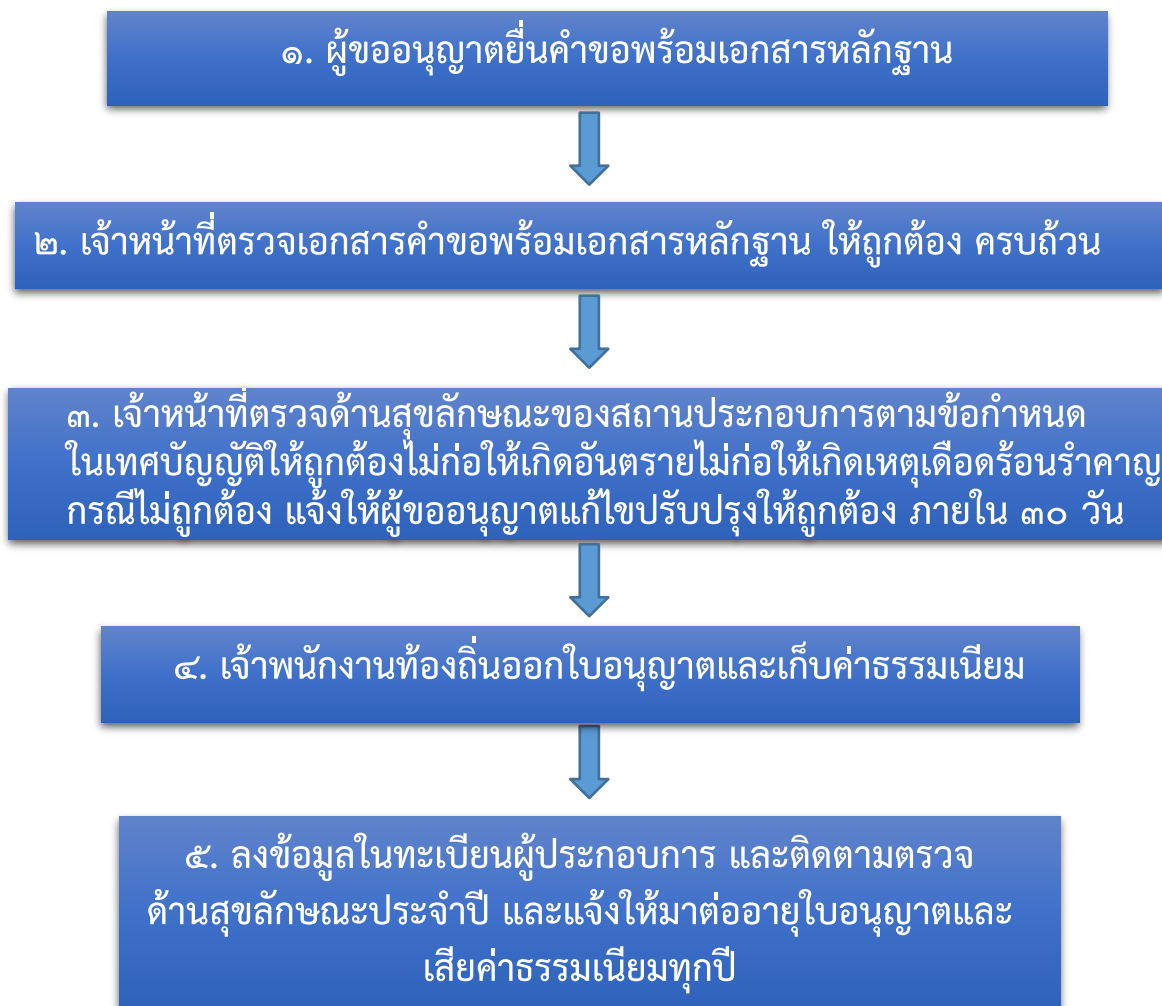 ๑. ผู้ขออนุญาตยื่นคำขอพร้อมเอกสารหลักฐาน
๒. เจ้าหน้าที่ตรวจเอกสารคำขอพร้อมเอกสารหลักฐาน ให้ถูกต้อง ครบถ้วน
๓. เจ้าหน้าที่ตรวจด้านสุขลักษณะของสถานประกอบการตามข้อกำหนด
ในเทศบัญญัติให้ถูกต้องไม่ก่อให้เกิดอันตรายไม่ก่อให้เกิดเหตุเดือดร้อนรำคาญ
กรณีไม่ถูกต้อง แจ้งให้ผู้ขออนุญาตแก้ไขปรับปรุงให้ถูกต้อง ภายใน ๓๐ วัน
๔. เจ้าพนักงานท้องถิ่นออกใบอนุญาตและเก็บค่าธรรมเนียม
๕. ลงข้อมูลในทะเบียนผู้ประกอบการ และติดตามตรวจ
ด้านสุขลักษณะประจำปี และแจ้งให้มาต่ออายุใบอนุญาตและ
เสียค่าธรรมเนียมทุกปี